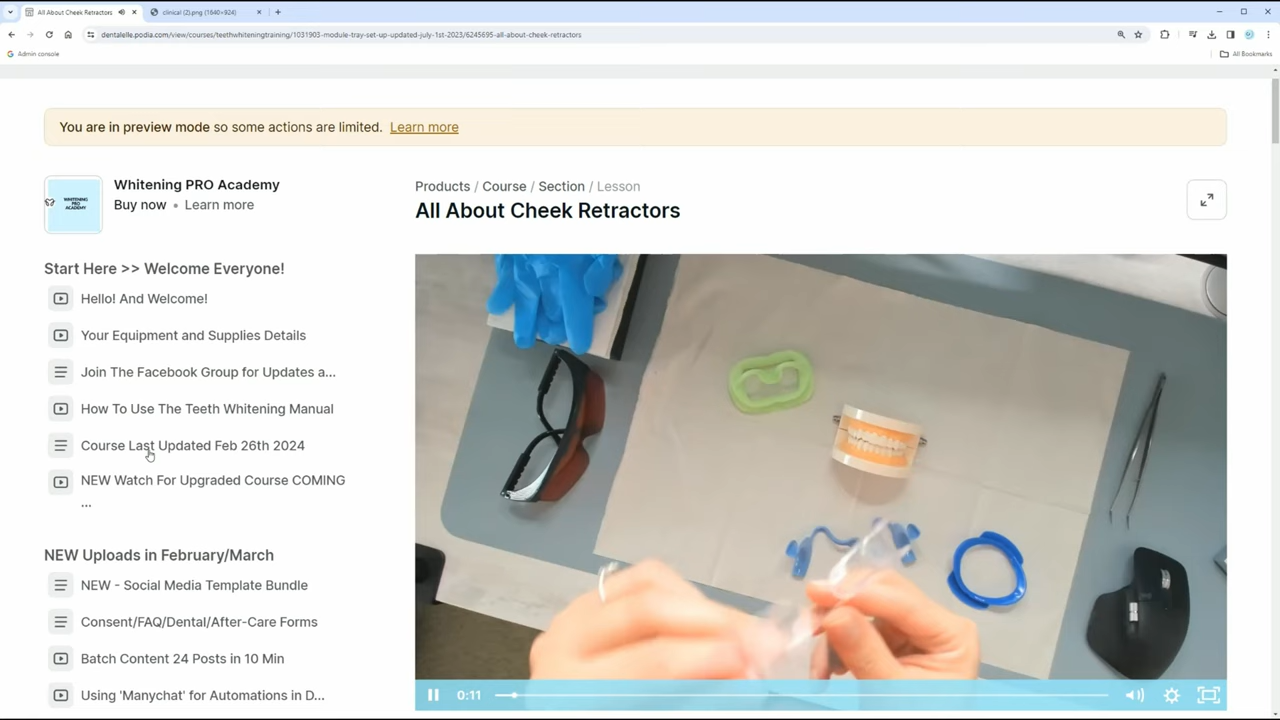 All About Cheek Retractors
clinical (2).png (1640×924)
dentalelle.podia.com/view/courses/teethwhiteningtraining/1031903-module-tray-set-up-updated-july-1st-2023/6245695-all-about-cheek-retractors
Admin console
All Bookmarks
You are in preview mode so some actions are limited. Learn more
WHITENING
PRO
ACADEMY
Whitening PRO Academy
Buy now • Learn more
Products / Course / Section / Lesson
All About Cheek Retractors
Start Here >> Welcome Everyone!
Hello! And Welcome!
Your Equipment and Supplies Details
Join The Facebook Group for Updates a...
How To Use The Teeth Whitening Manual
Course Last Updated Feb 26th 2024
NEW Watch For Upgraded Course COMING
...
NEW Uploads in February/March
NEW - Social Media Template Bundle
Consent/FAQ/Dental/After-Care Forms
Batch Content 24 Posts in 10 Min
Using 'Manychat' for Automations in D...
0:11